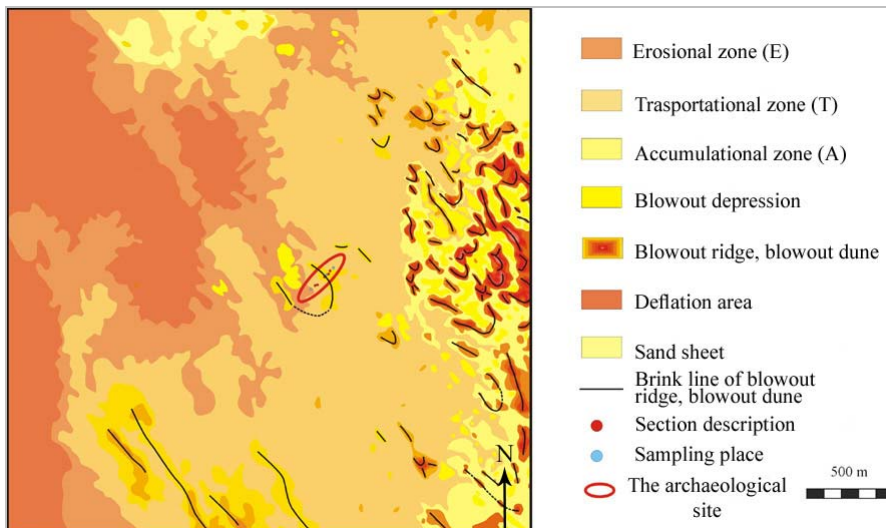 Erosional zone (E)
Trasportational zone (T)
Accumulational zone (A)
Blowout depression
Blowout ridge, blowout dune
Deflation area
Sand sheet
Brink line of blowout
ridge, blowout dune
Section description
Sampling place
The archaeological
site
N
500 m